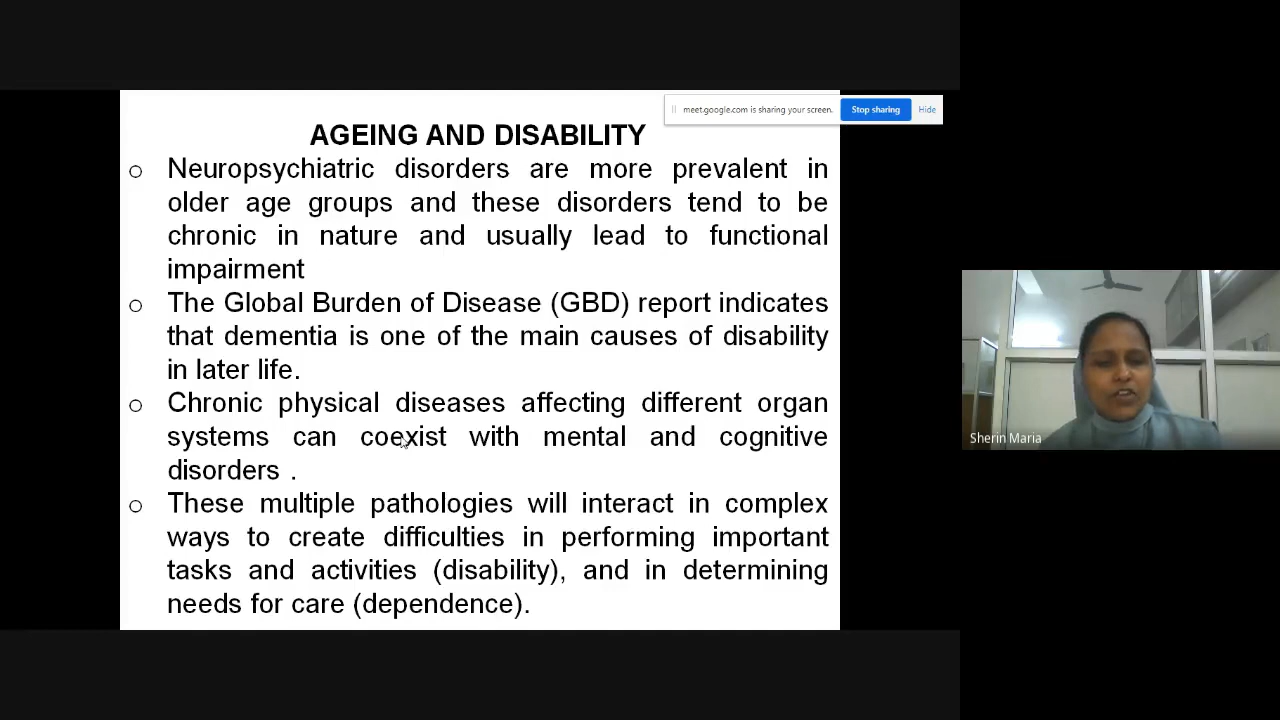 meet.google.com is sharing your screen.
Stop sharing
Hide
AGEING AND DISABILITY
o Neuropsychiatric disorders are more prevalent in
older age groups and these disorders tend to be
chronic in nature and usually lead to functional
impairment
o The Global Burden of Disease (GBD) report indicates
that dementia is one of the main causes of disability
in later life.
o Chronic physical diseases affecting different organ
systems can coexist with mental and cognitive
disorders .
o These multiple pathologies will interact in complex
ways to create difficulties in performing important
tasks and activities (disability), and in determining
needs for care (dependence).
Sherin Maria